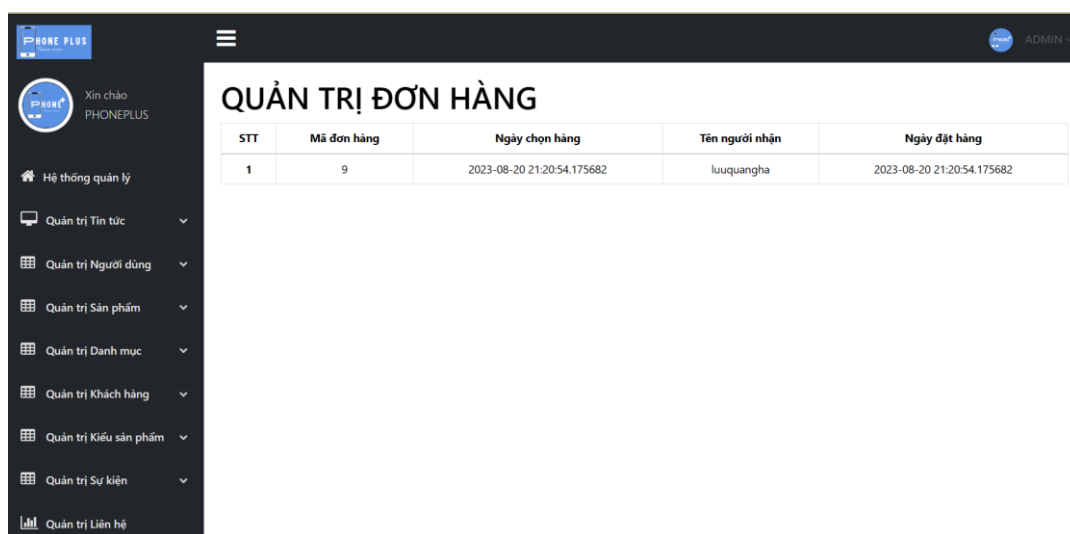 PHONE PLUS
ADMIN
PHONE+
Xin chào
PHONEPLUS
QUẢN TRỊ ĐƠN HÀNG
STT Mã đơn hàng Ngày chọn hàng Tên người nhận Ngày đặt hàng
1 9 2023-08-20 21:20:54.175682 luuquangha 2023-08-20 21:20:54.175682
Hệ thống quản lý
Quản trị Tin tức
Quản trị Người dùng
Quản trị Sản phẩm
Quản trị Danh mục
Quản trị Khách hàng
Quản trị Kiểu sản phẩm
Quản trị Sự kiện
Quản trị Liên hệ